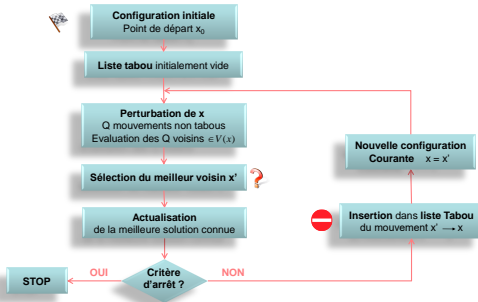 Configuration initiale
Point de départ x0
Liste tabou initialement vide
Perturbation de x
Q mouvements non tabous
Evaluation des Q voisins ∈V(x)
Sélection du meilleur voisin x'
?
Actualisation
de la meilleure solution connue
Critère
d'arrêt ?
OUI
NON
STOP
Nouvelle configuration
Courante x = x'
Insertion dans liste Tabou
du mouvement x' → x